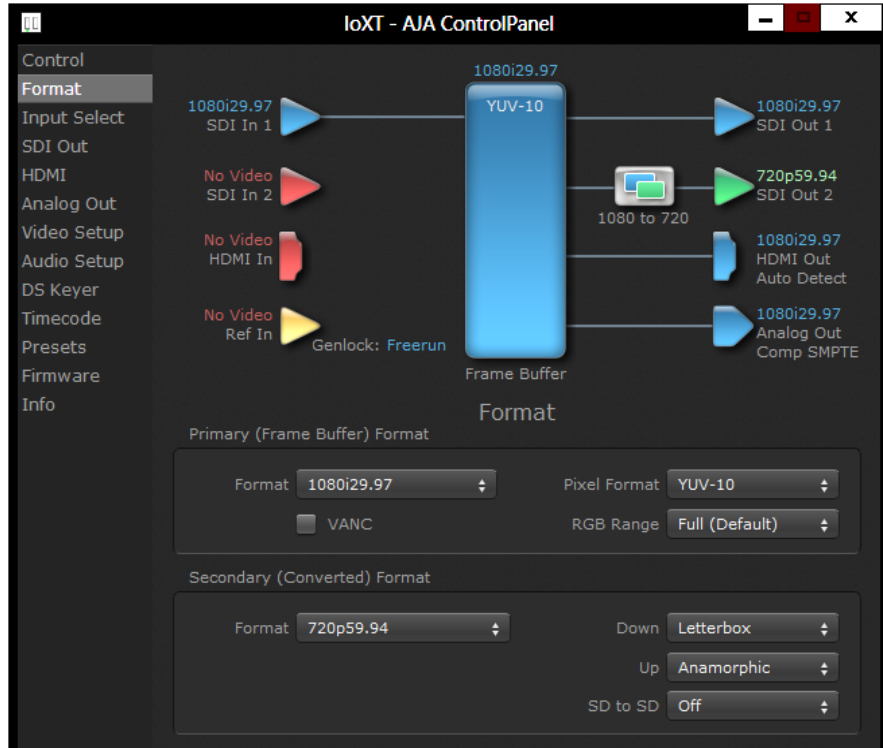 IoXT - AJA ControlPanel
Control
Format
Input Select
SDI Out
HDMI
Analog Out
Video Setup
Audio Setup
DS Keyer
Timecode
Presets
Firmware
Info
1080i29.97
YUV-10
Frame Buffer
1080i29.97
SDI In 1
No Video
SDI In 2
No Video
HDMI In
No Video
Ref In
Genlock: Freerun
1080i29.97
SDI Out 1
1080 to 720
720p59.94
SDI Out 2
1080i29.97
HDMI Out
Auto Detect
1080i29.97
Analog Out
Comp SMPTE
Format
Primary (Frame Buffer) Format
Format 1080i29.97
Pixel Format YUV-10
VANC
RGB Range Full (Default)
Secondary (Converted) Format
Format 720p59.94
Down Letterbox
Up Anamorphic
SD to SD Off